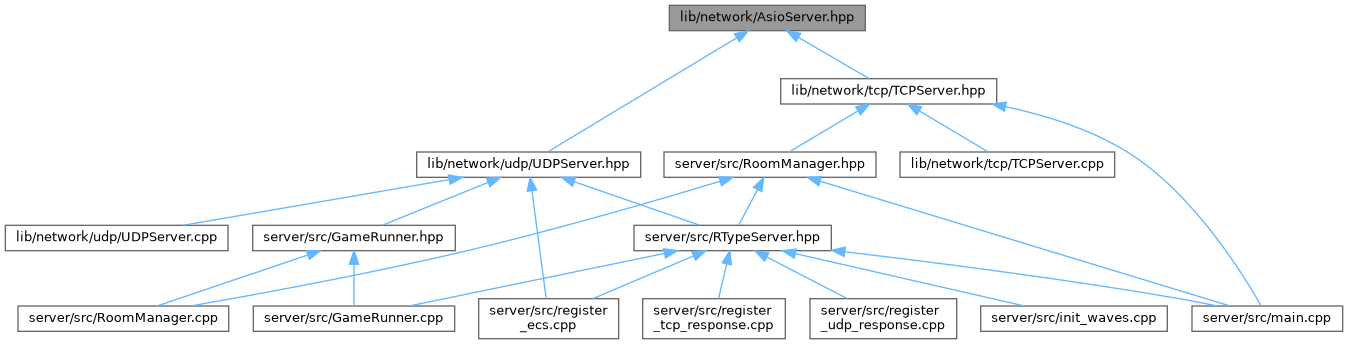 lib/network/AsioServer.hpp
lib/network/tcp/TCPServer.hpp
lib/network/udp/UDPServer.hpp
server/src/RoomManager.hpp
lib/network/tcp/TCPServer.cpp
lib/network/udp/UDPServer.cpp
server/src/GameRunner.hpp
server/src/RTypeServer.hpp
server/src/RoomManager.cpp
server/src/GameRunner.cpp
server/src/register
_ecs.cpp
server/src/register
_tcp_response.cpp
server/src/register
_udp_response.cpp
server/src/init_waves.cpp
server/src/main.cpp